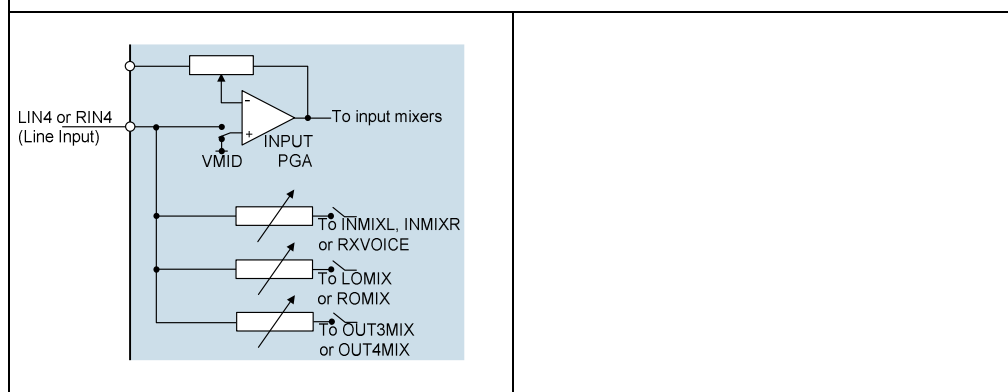 To input mixers
LIN4 or RIN4
(Line Input)
-
+
INPUT
PGA
VMID
To INMIXL, INMIXR
or RXVOICE
To LOMIX
or ROMIX
To OUT3MIX
or OUT4MIX